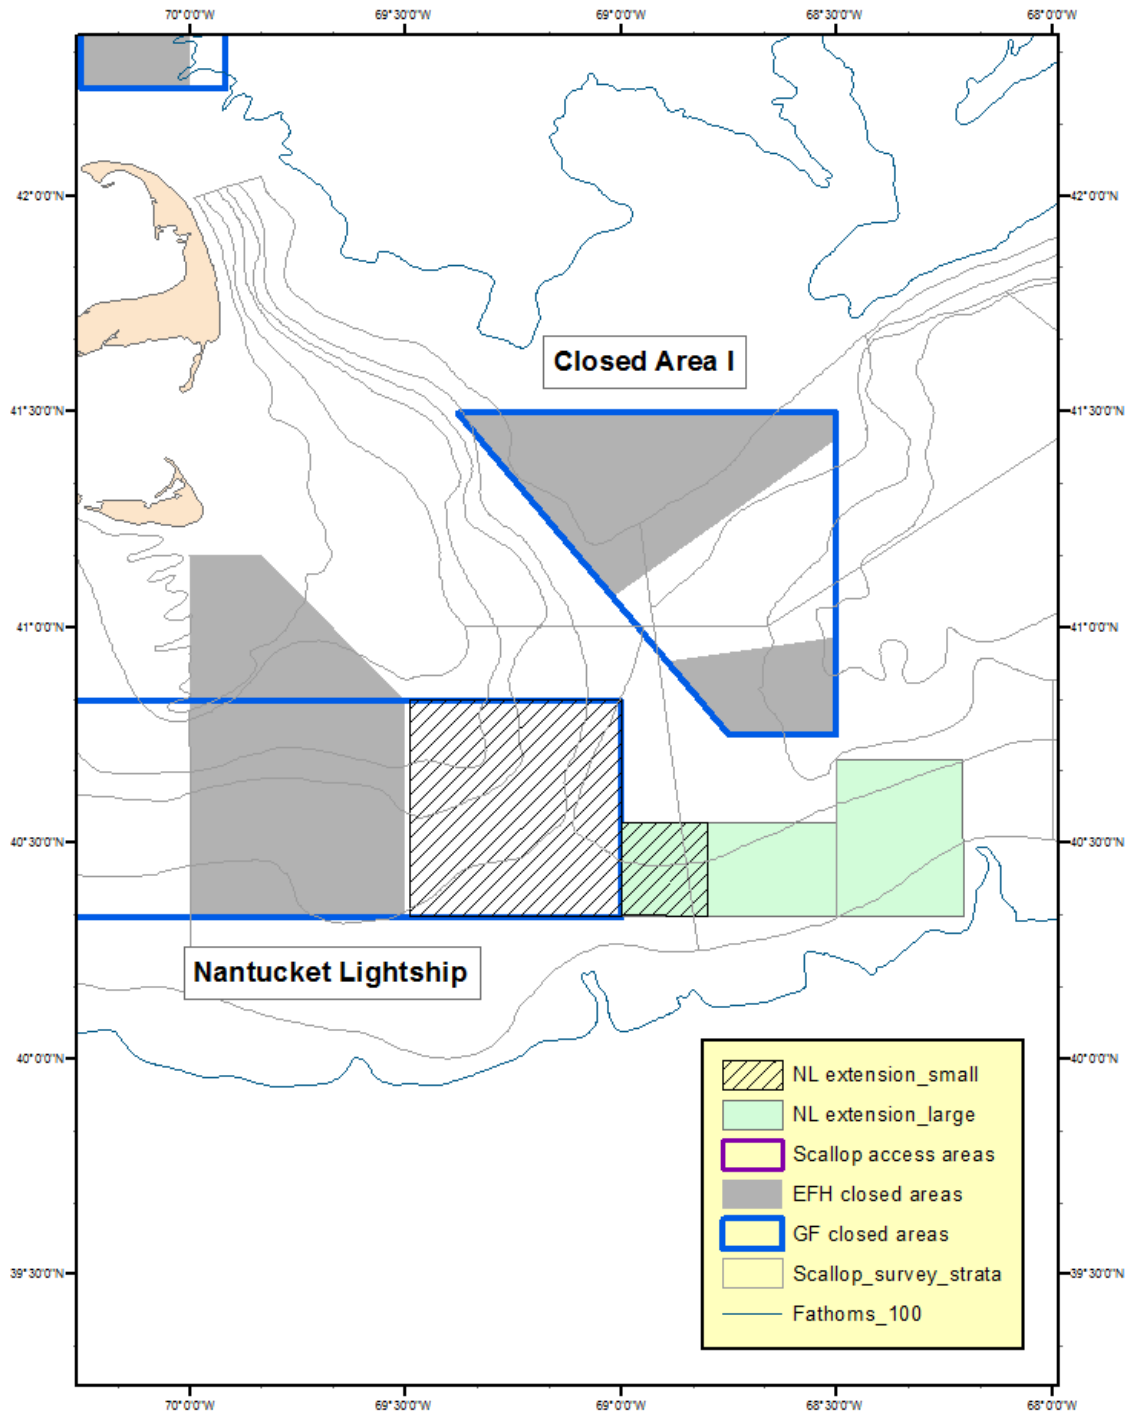 70°0'0"W
69°30'0"W
69°0'0"W
68°30'0"W
68°0'0"W
42°0'0"N
42°0'0"N
Closed Area I
41°30'0"N
41°30'0"N
41°0'0"N
41°0'0"N
40°30'0"N
40°30'0"N
Nantucket Lightship
40°0'0"N
40°0'0"N
NL extension_small
NL extension_large
Scallop access areas
EFH closed areas
GF closed areas
39°30'0"N
Scallop_survey_strata
39°30'0"N
Fathoms_100
70°0'0"W
69°30'0"W
69°0'0"W
68°30'0"W
68°0'0"W